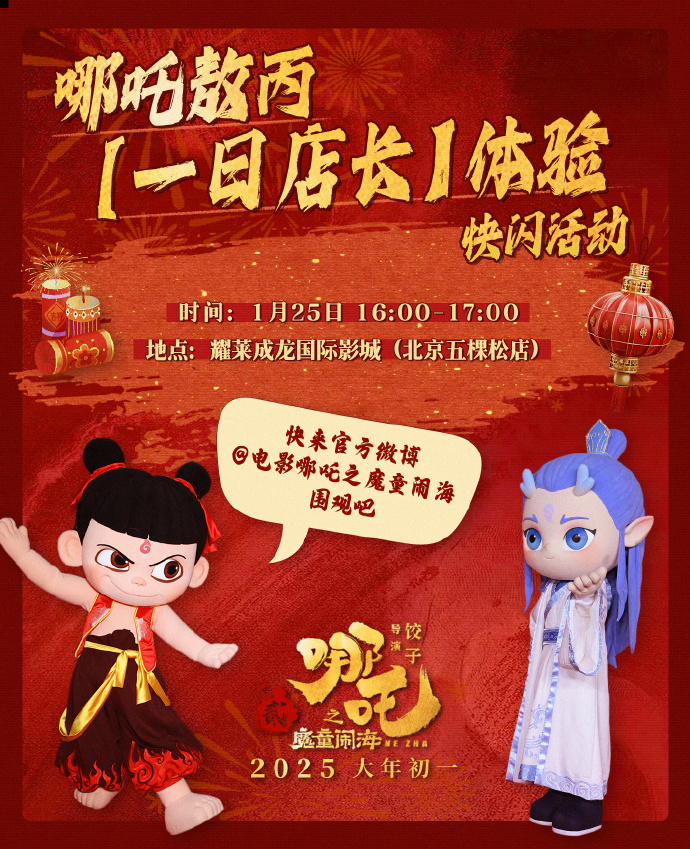 哪吒敖丙
【一日店长】体验
快闪活动
时间：1月25日 16:00-17:00
地点：耀莱成龙国际影城（北京五棵松店）
快来官方微博
@电影哪吒之魔童闹海
围观吧
导演 饺子
哪吒
之
魔童闹海 NE ZHA
2025 大年初一